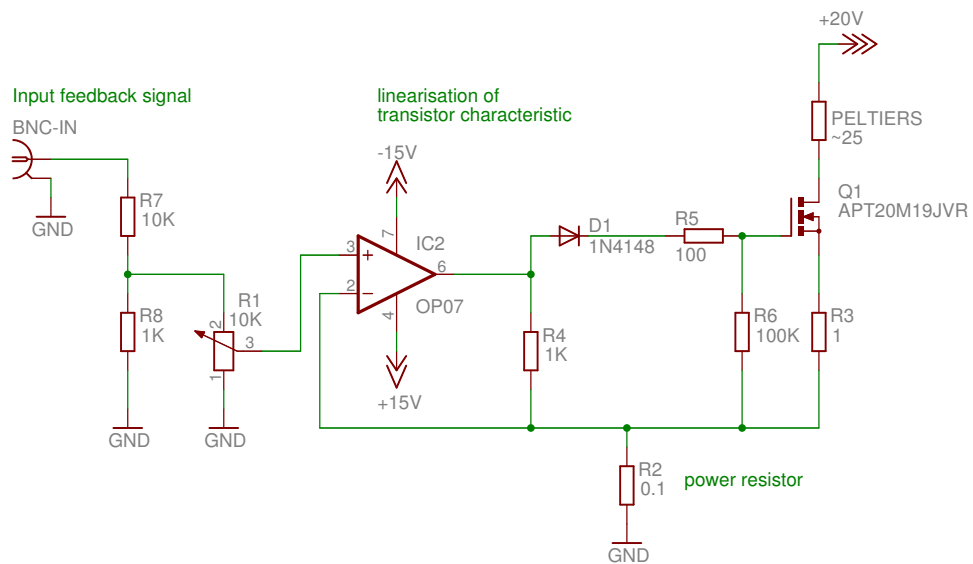 +20V
Input feedback signal
linearisation of
transistor characteristic
BNC-IN
PELTIERS
~25
-15V
Q1
APT20M19JVR
R7
10K
GND
7
IC2
D1
1N4148
R5
100
3
+
6
2
−
OP07
4
R1
10K
2
3
1
R8
1K
R4
1K
R6
100K
R3
1
+15V
GND
GND
R2
0.1
power resistor
GND